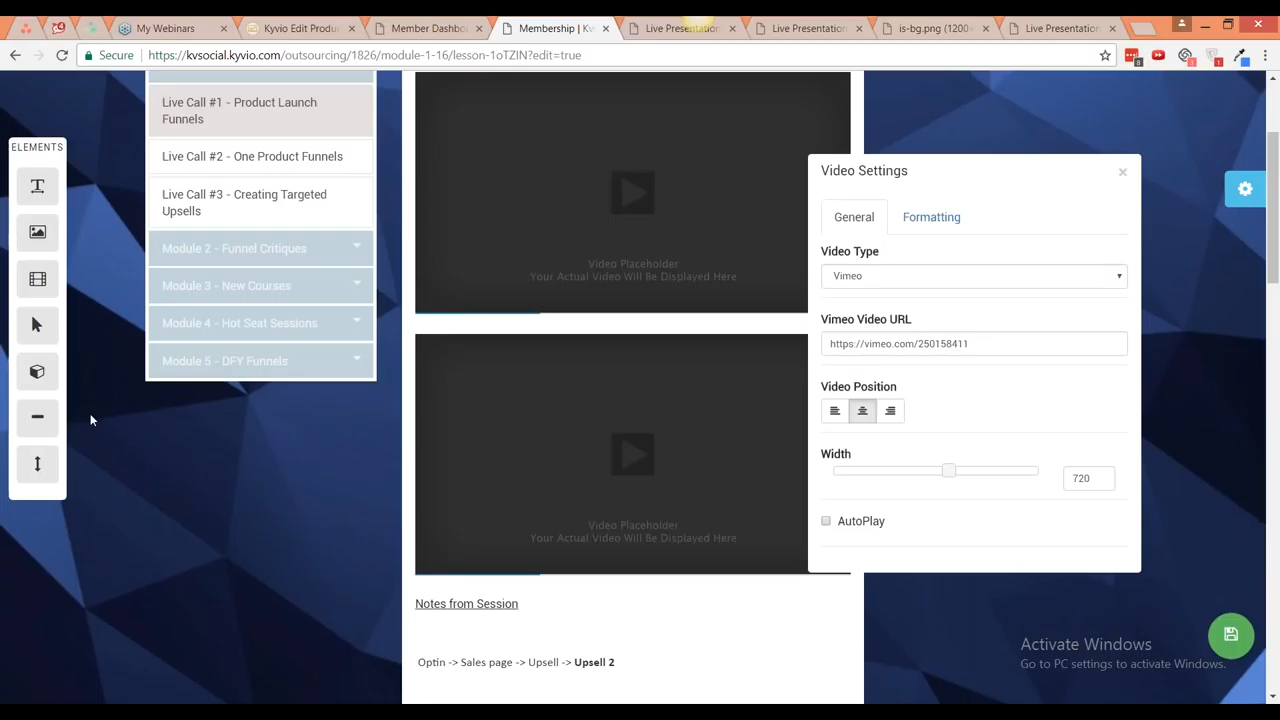 My Webinars
Kyvio Edit Produc
Member Dashbo
Membership | Kv
Live Presentation
Live Presentation
is-bg.png (1200×
Live Presentation
Secure
https://kvsocial.kyvio.com/outsourcing/1826/module-1-16/lesson-1oTZIN?edit=true
ELEMENTS
Live Call #1 - Product Launch
Funnels
Live Call #2 - One Product Funnels
Live Call #3 - Creating Targeted
Upsells
Module 2 - Funnel Critiques
Module 3 - New Courses
Module 4 - Hot Seat Sessions
Module 5 - DFY Funnels
Video Placeholder
Your Actual Video Will Be Displayed Here
Video Placeholder
Your Actual Video Will Be Displayed Here
Notes from Session
Optin -> Sales page -> Upsell -> Upsell 2
Video Settings
General
Formatting
Video Type
Vimeo
Vimeo Video URL
https://vimeo.com/250158411
Video Position
Width
720
AutoPlay
Activate Windows
Go to PC settings to activate Windows.